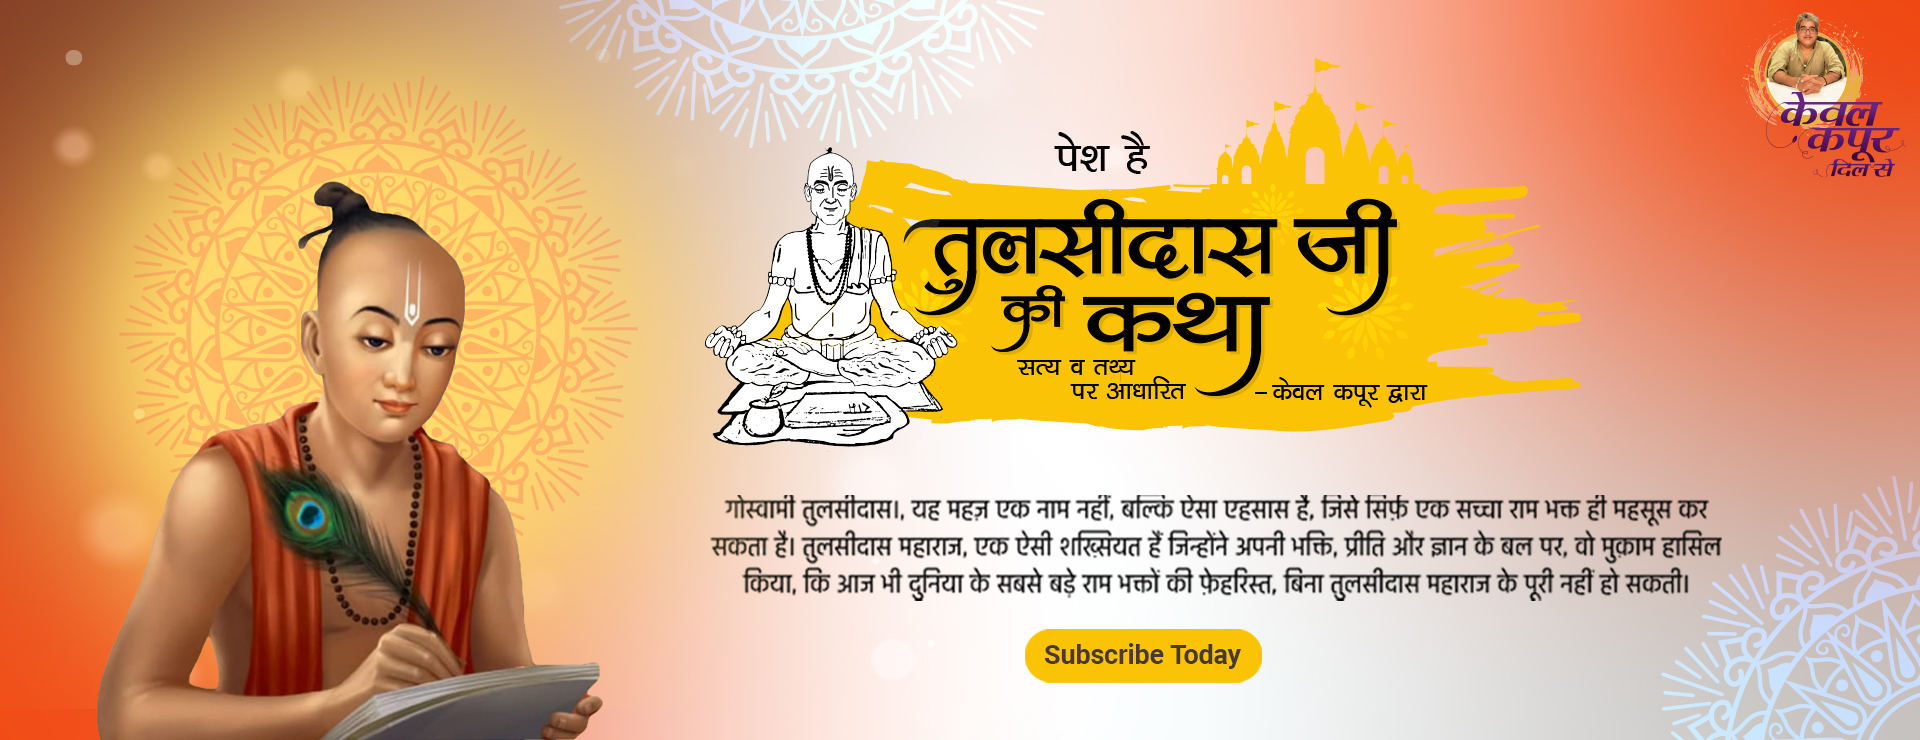 केवल
कपूर
दिल से
पेश है
तुलसीदास जी
की कथा
सत्य व तथ्य
पर आधारित
– केवल कपूर द्वारा
गोस्वामी तुलसीदास।, यह महज़ एक नाम नहीं, बल्कि ऐसा एहसास है, जिसे सिर्फ़ एक सच्चा राम भक्त ही महसूस कर
सकता है। तुलसीदास महाराज, एक ऐसी शख़्सियत हैं जिन्होंने अपनी भक्ति, प्रीति और ज्ञान के बल पर, वो मुक़ाम हासिल
किया, कि आज भी दुनिया के सबसे बड़े राम भक्तों की फ़ेहरिस्त, बिना तुलसीदास महाराज के पूरी नहीं हो सकती।
Subscribe Today